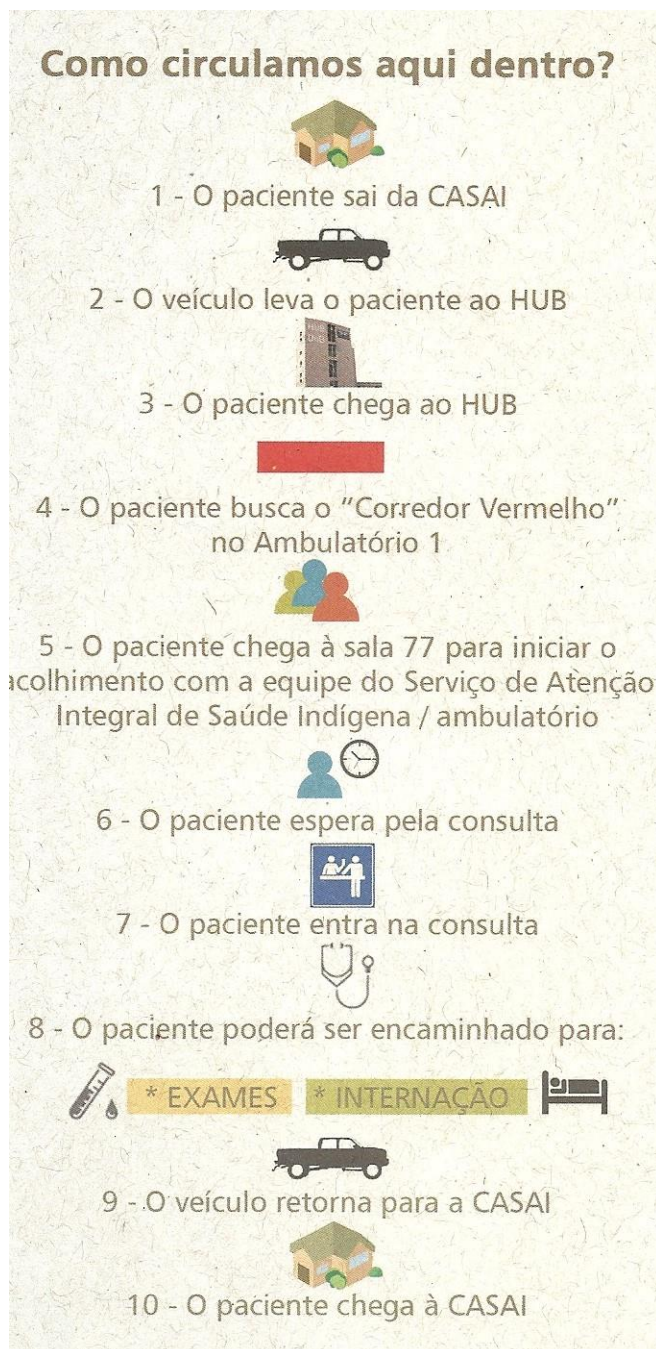 Como circulamos aqui dentro?
1 - O paciente sai da CASAI
2 - O veículo leva o paciente ao HUB
HUB
UnB
3 - O paciente chega ao HUB
4 - O paciente busca o “Corredor Vermelho”
no Ambulatório 1
5 - O paciente chega à sala 77 para iniciar o
acolhimento com a equipe do Serviço de Atenção
Integral de Saúde Indígena / ambulatório
6 - O paciente espera pela consulta
7 - O paciente entra na consulta
8 - O paciente poderá ser encaminhado para:
* EXAMES * INTERNAÇÃO
9 - O veículo retorna para a CASAI
10 - O paciente chega à CASAI